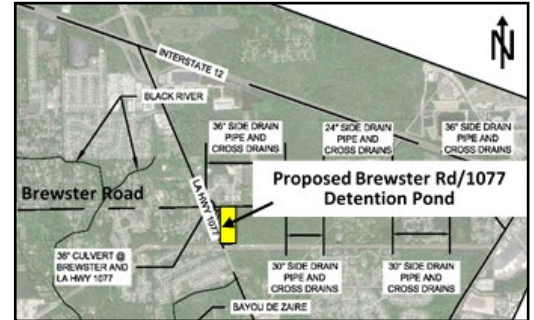 N
INTERSTATE 12
BLACK RIVER
36" SIDE DRAIN
PIPE AND
CROSS DRAINS
24" SIDE DRAIN
PIPE AND
CROSS DRAINS
36" SIDE DRAIN
PIPE AND
CROSS DRAINS
Brewster Road
LA HWY 1077
Proposed Brewster Rd/1077
Detention Pond
36" CULVERT @
BREWSTER AND
LA HWY 1077
30" SIDE DRAIN
PIPE AND
CROSS DRAINS
30" SIDE DRAIN
PIPE AND
CROSS DRAINS
BAYOU DE ZAIRE